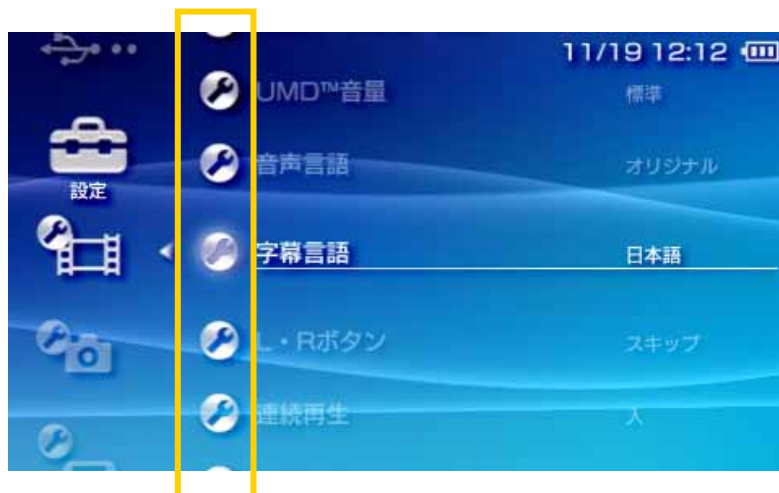 11/19 12:12
UMD™音量 標準
音声言語 オリジナル
設定
字幕言語 日本語
L・Rボタン スキップ
連続再生 入